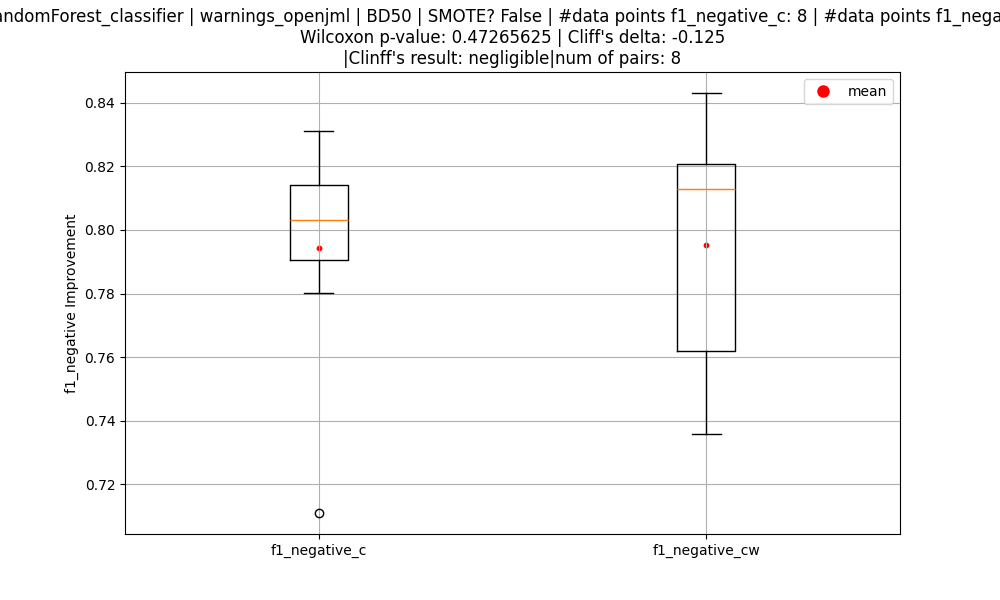 andomForest_classifier | warnings_openjml | BD50 | SMOTE? False | #data points f1_negative_c: 8 | #data points f1_nega
Wilcoxon p-value: 0.47265625 | Cliff's delta: -0.125
|Clinff's result: negligible|num of pairs: 8
mean
0.84
0.82
0.80
0.78
0.76
0.74
0.72
f1_negative Improvement
f1_negative_c
f1_negative_cw